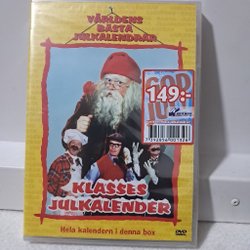 VÄRLDENS
BÄSTA
JULKALENDRAR
149:-
KLASSES
JULKALENDER
Hela kalendern i denna box
DVD